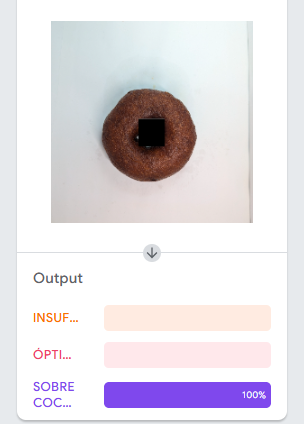 Output
INSUF...
ÓPTI...
SOBRE
COC...
100%